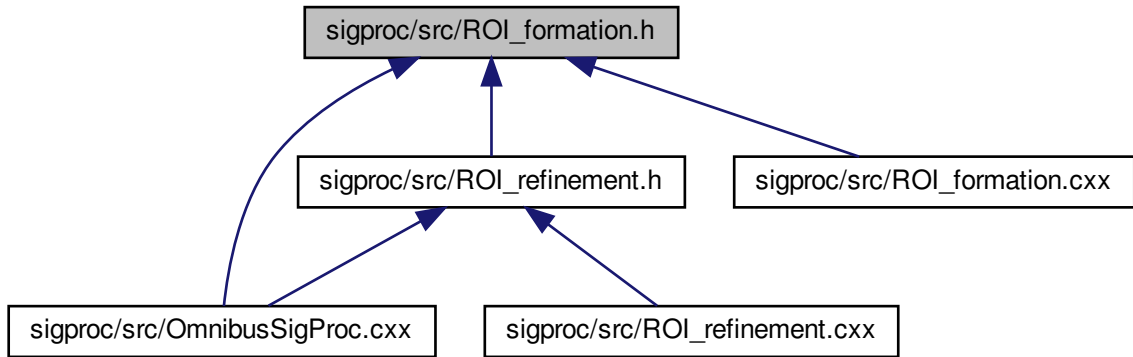 sigproc/src/ROI_formation.h
sigproc/src/ROI_refinement.h
sigproc/src/ROI_formation.cxx
sigproc/src/OmnibusSigProc.cxx
sigproc/src/ROI_refinement.cxx